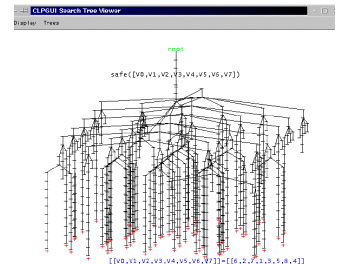 CLPGUI Search Tree Viewer
Display Trees
root
safe([V0,V1,V2,V3,V4,V5,V6,V7])
[[V0,V1,V2,V3,V4,V5,V6,V7]]=[[6,2,7,1,3,5,8,4]]